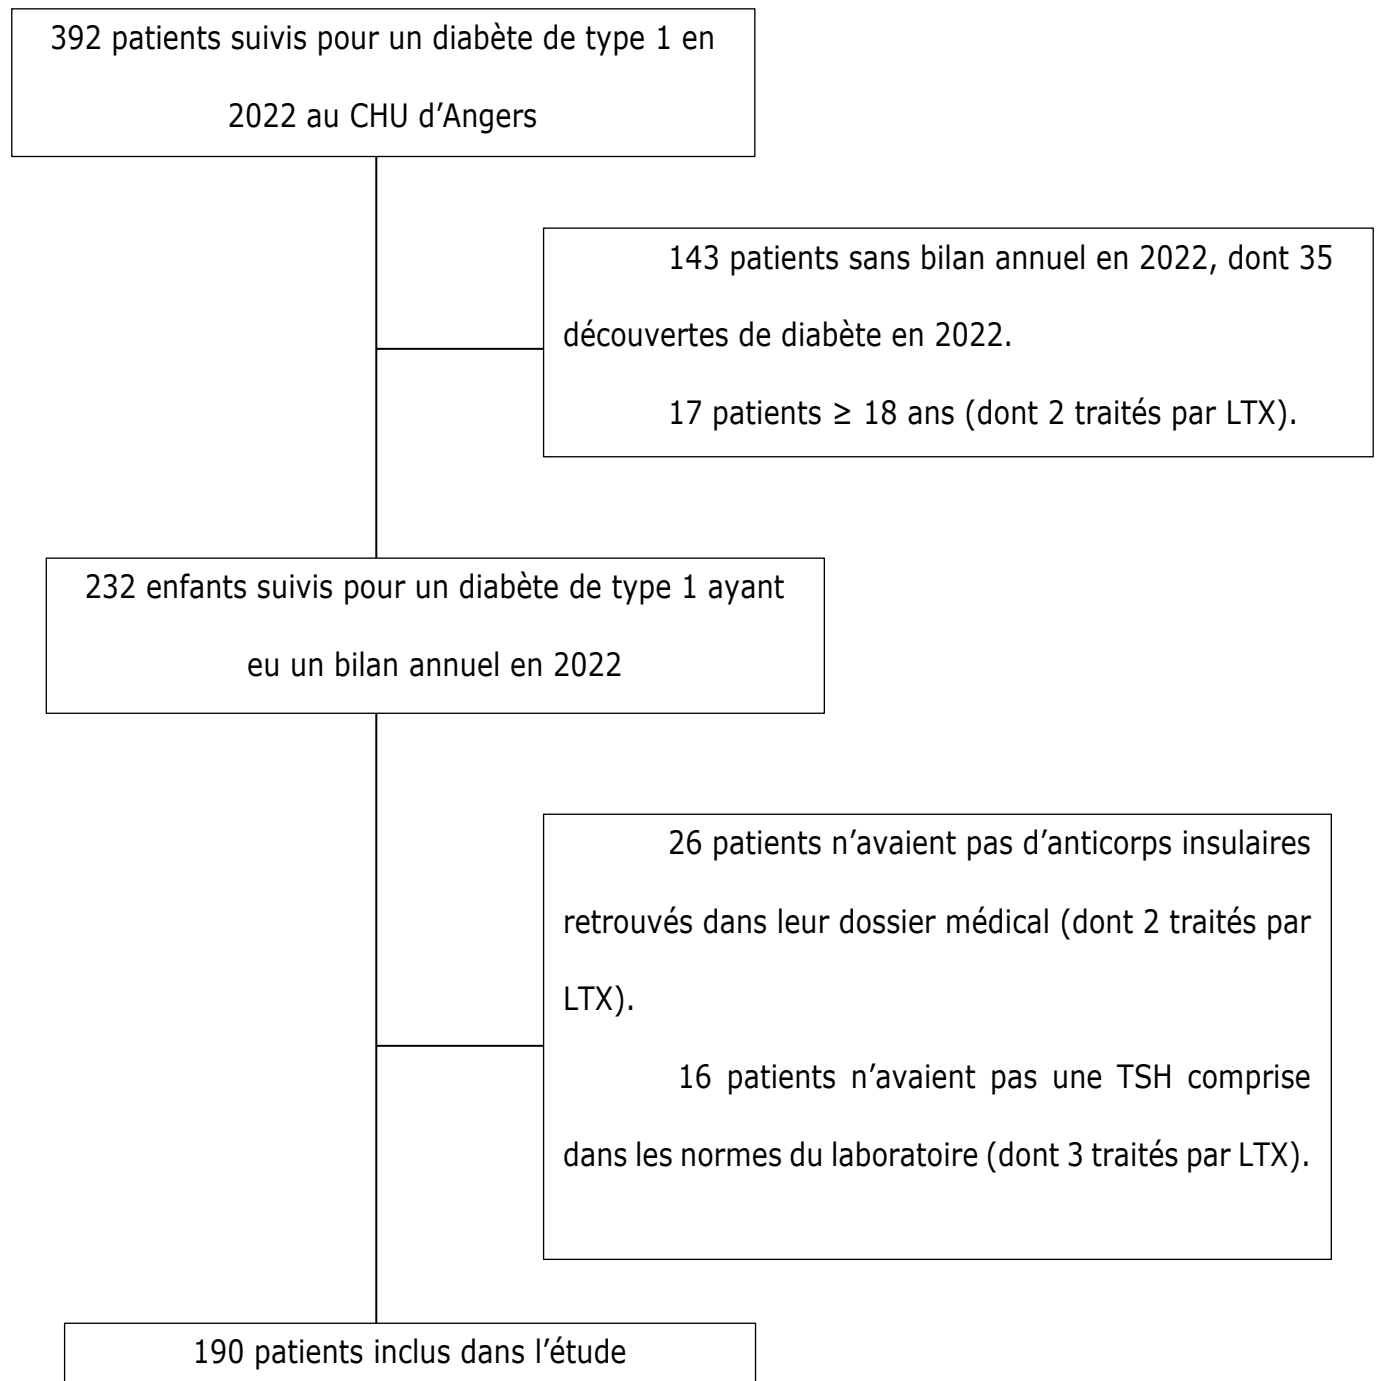 392 patients suivis pour un diabète de type 1 en
2022 au CHU d’Angers
143 patients sans bilan annuel en 2022, dont 35
découvertes de diabète en 2022.
17 patients ≥ 18 ans (dont 2 traités par LTX).
232 enfants suivis pour un diabète de type 1 ayant
eu un bilan annuel en 2022
26 patients n’avaient pas d’anticorps insulaires
retrouvés dans leur dossier médical (dont 2 traités par
LTX).
16 patients n’avaient pas une TSH comprise
dans les normes du laboratoire (dont 3 traités par LTX).
190 patients inclus dans l’étude